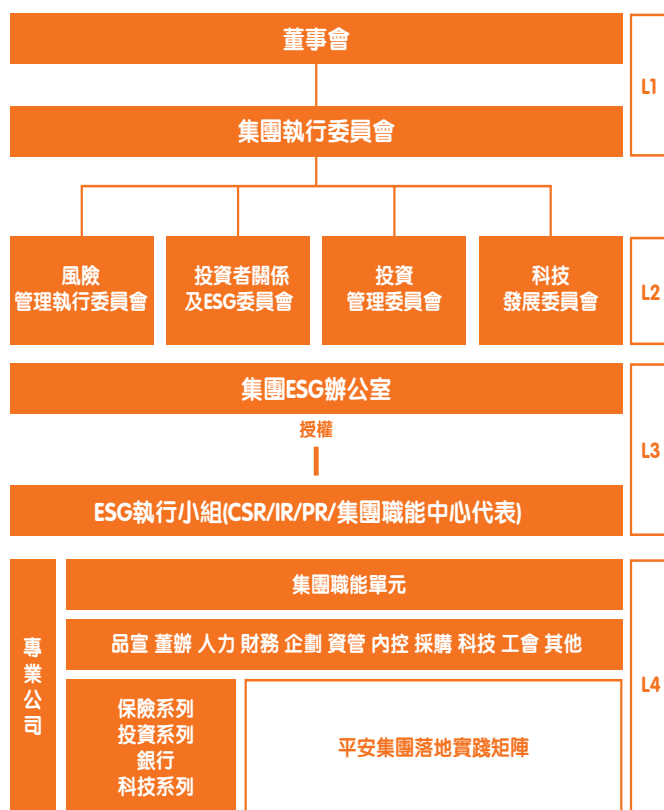 董事會
集團執行委員會
L1
風險
管理執行委員會
投資者關係
及ESG委員會
投資
管理委員會
科技
發展委員會
L2
集團ESG辦公室
授權
ESG執行小組(CSR/IR/PR/集團職能中心代表)
L3
專業公司
集團職能單元
品宣 董辦 人力 財務 企劃 資管 內控 採購 科技 工會 其他
保險系列
投資系列
銀行
科技系列
平安集團落地實踐矩陣
L4